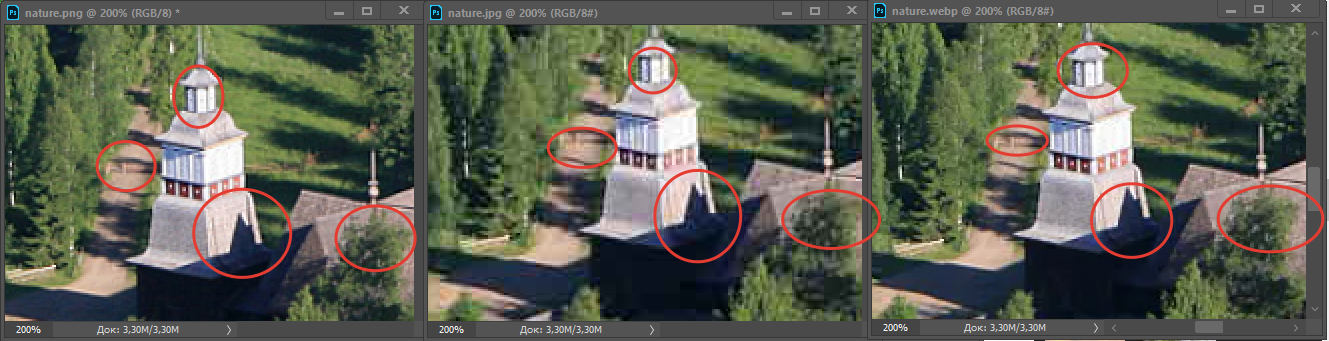 Ps nature.png @ 200% (RGB/8) *
Ps nature.jpg @ 200% (RGB/8#)
Ps nature.webp @ 200% (RGB/8#)
200% Док: 3,30M/3,30M
200% Док: 3,30M/3,30M
200% Док: 3,30M/3,30M